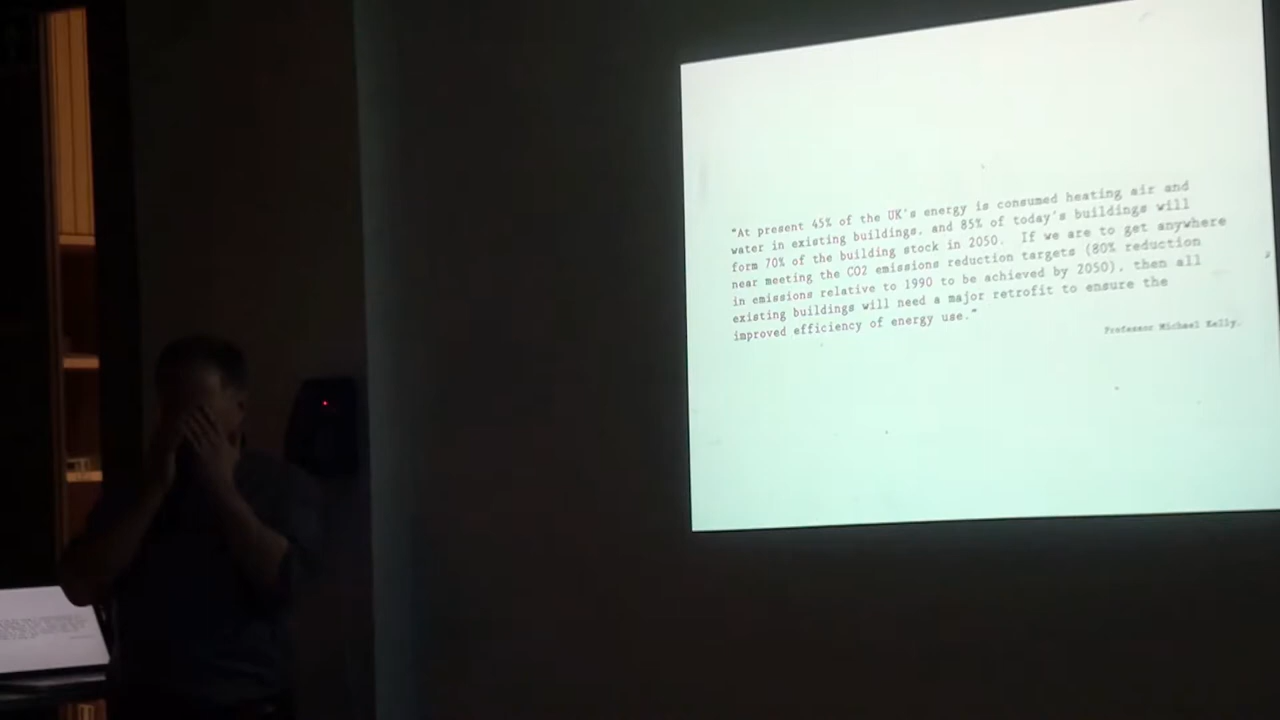 "At present 45% of the UK's energy is consumed heating air and
water in existing buildings, and 85% of today's buildings will
form 70% of the building stock in 2050. If we are to get anywhere
near meeting the CO2 emissions reduction targets (80% reduction
in emissions relative to 1990 to be achieved by 2050), then all
existing buildings will need a major retrofit to ensure the
improved efficiency of energy use."
Professor Michael Kelly.